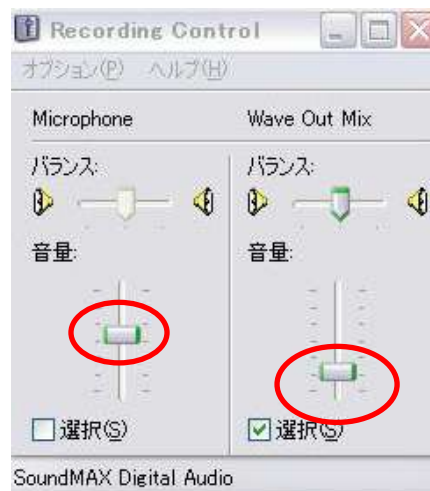 Recording Control
オプション(P) ヘルプ(H)
Microphone
Wave Out Mix
バランス:
バランス:
音量:
音量:
選択(S)
選択(S)
SoundMAX Digital Audio